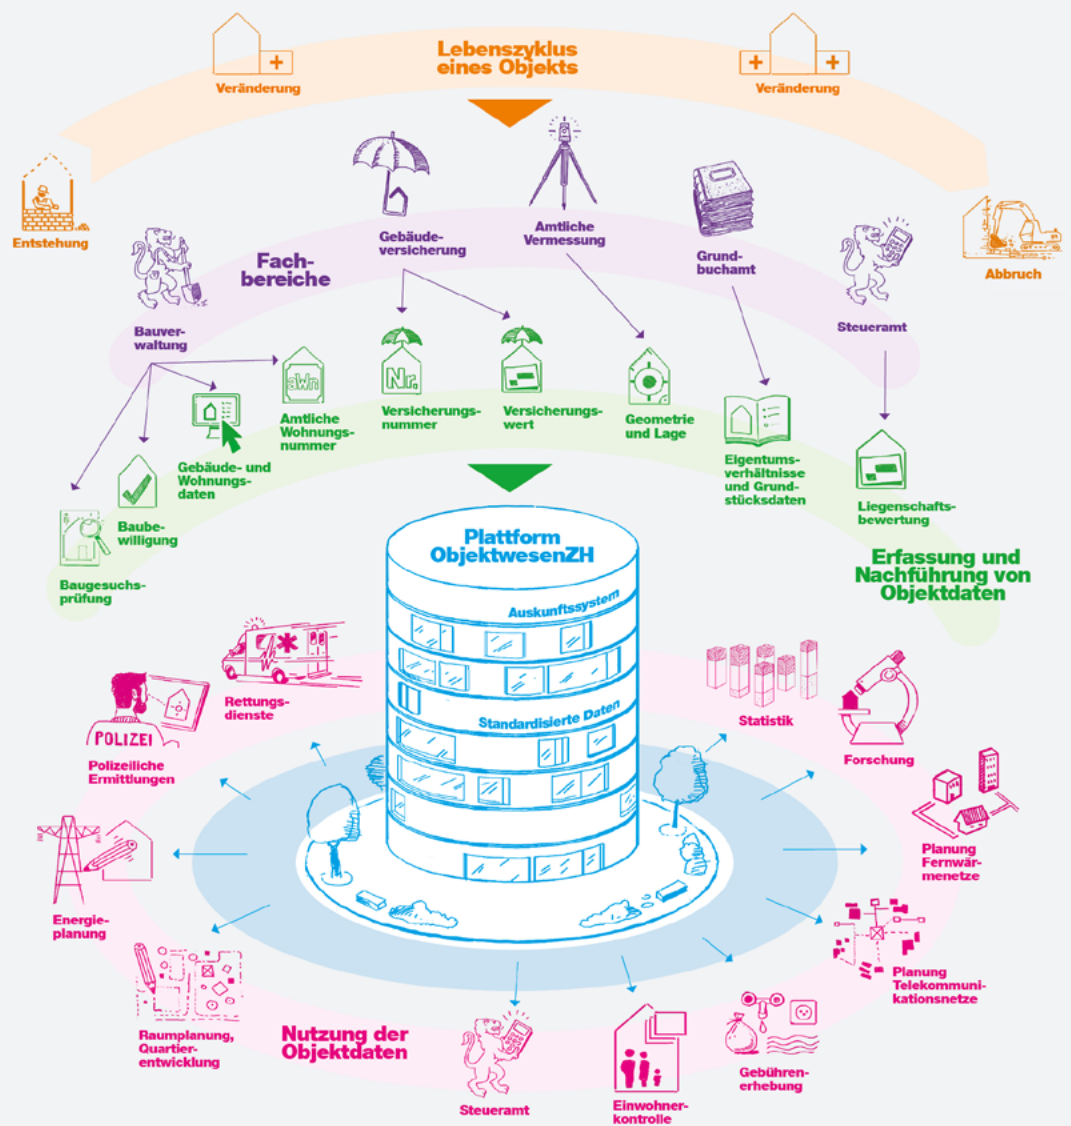 Lebenszyklus
eines Objekts
Veränderung
Veränderung
Entstehung
Abbruch
Fach-
bereiche
Bauver-
waltung
Gebäude-
versicherung
Amtliche
Vermessung
Grund-
buchamt
Steueramt
Baugesuchs-
prüfung
Baube-
willigung
Gebäude- und
Wohnungs-
daten
aWn
Amtliche
Wohnungs-
nummer
Nr.
Versicherungs-
nummer
Versicherungs-
wert
Geometrie
und Lage
Eigentums-
verhältnisse
und Grund-
stücksdaten
Liegenschafts-
bewertung
Erfassung und
Nachführung von
Objektdaten
Plattform
ObjektwesenZH
Auskunftssystem
Standardisierte Daten
Rettungs-
dienste
POLIZEI
Polizeiliche
Ermittlungen
Energie-
planung
Raumplanung,
Quartier-
entwicklung
Nutzung der
Objektdaten
Steueramt
Einwohner-
kontrolle
Gebühren-
erhebung
Planung
Telekommuni-
kationsnetze
Planung
Fernwär-
menetze
Forschung
Statistik